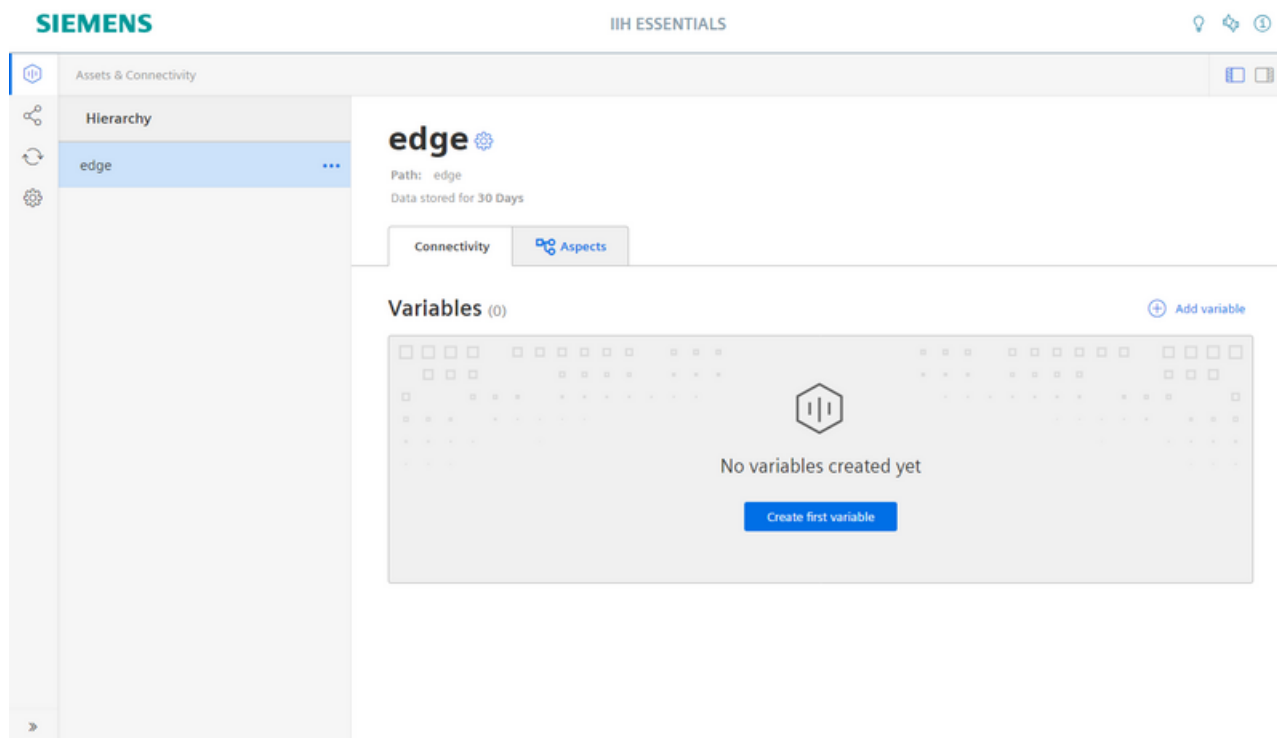 SIEMENS
IIH ESSENTIALS
Assets & Connectivity
Hierarchy
edge
edge
Path: edge
Data stored for 30 Days
Connectivity
Aspects
Variables (0)
Add variable
No variables created yet
Create first variable